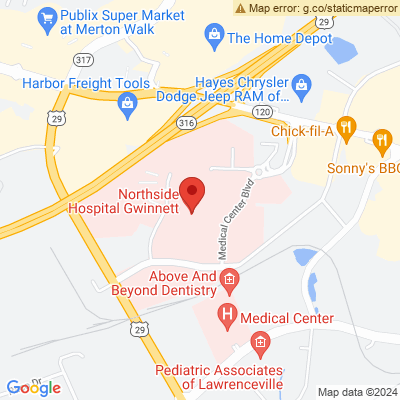 Map error: g.co/staticmaperror
Publix Super Market
at Merton Walk
The Home Depot
317
29
Harbor Freight Tools
Hayes Chrysler
Dodge Jeep RAM of…
316
120
Chick-fil-A
Sonny's BBQ
29
Northside
Hospital Gwinnett
Medical Center Blvd
Above And
Beyond Dentistry
H
Medical Center
29
Pediatric Associates
of Lawrenceville
Dr
Google
Map data ©2024